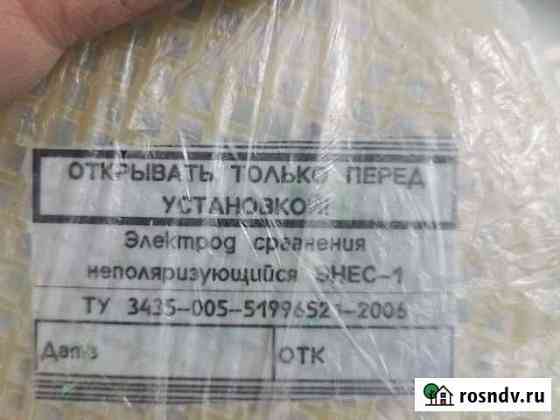 ОТКРЫВАТЬ ТОЛЬКО ПЕРЕД
УСТАНОВКОЙ
Электрод сравнения
неполяризующийся ЭНЕС-1
ТУ 3435-005-51996521-2006
Дата ОТК
rosndv.ru